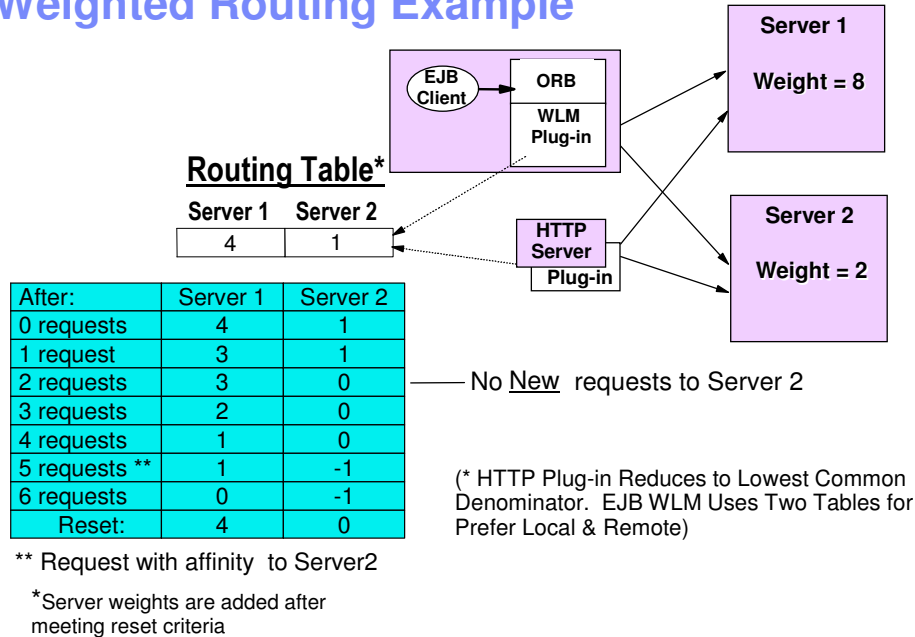 Weighted Routing Example
EJB
Client
ORB
WLM
Plug-in
Server 1
Weight = 8
Routing Table*
Server 1 Server 2
4 1
HTTP
Server
Plug-in
Server 2
Weight = 2
After: Server 1 Server 2
0 requests 4 1
1 request 3 1
2 requests 3 0
3 requests 2 0
4 requests 1 0
5 requests ** 1 -1
6 requests 0 -1
Reset: 4 0
No New requests to Server 2
(* HTTP Plug-in Reduces to Lowest Common
Denominator. EJB WLM Uses Two Tables for
Prefer Local & Remote)
** Request with affinity to Server2
*Server weights are added after
meeting reset criteria